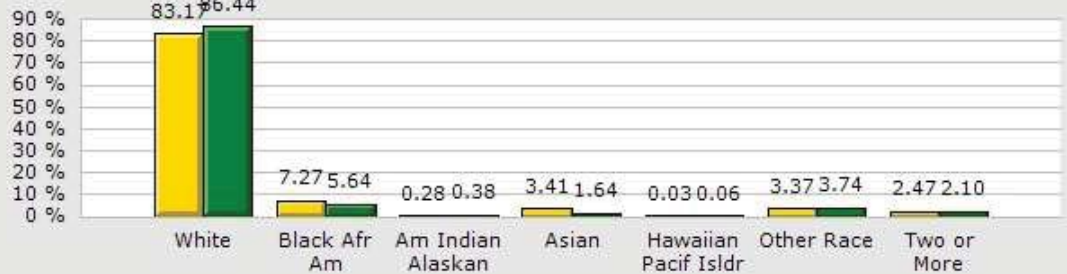 83.17 86.44
90 %
80 %
70 %
60 %
50 %
40 %
30 %
20 %
10 %
0 %
7.27 5.64
0.28 0.38
3.41 1.64
0.03 0.06
3.37 3.74
2.47 2.10
White
Black Afr
Am
Am Indian
Alaskan
Asian
Hawaiian
Pacif Isldr
Other Race
Two or
More